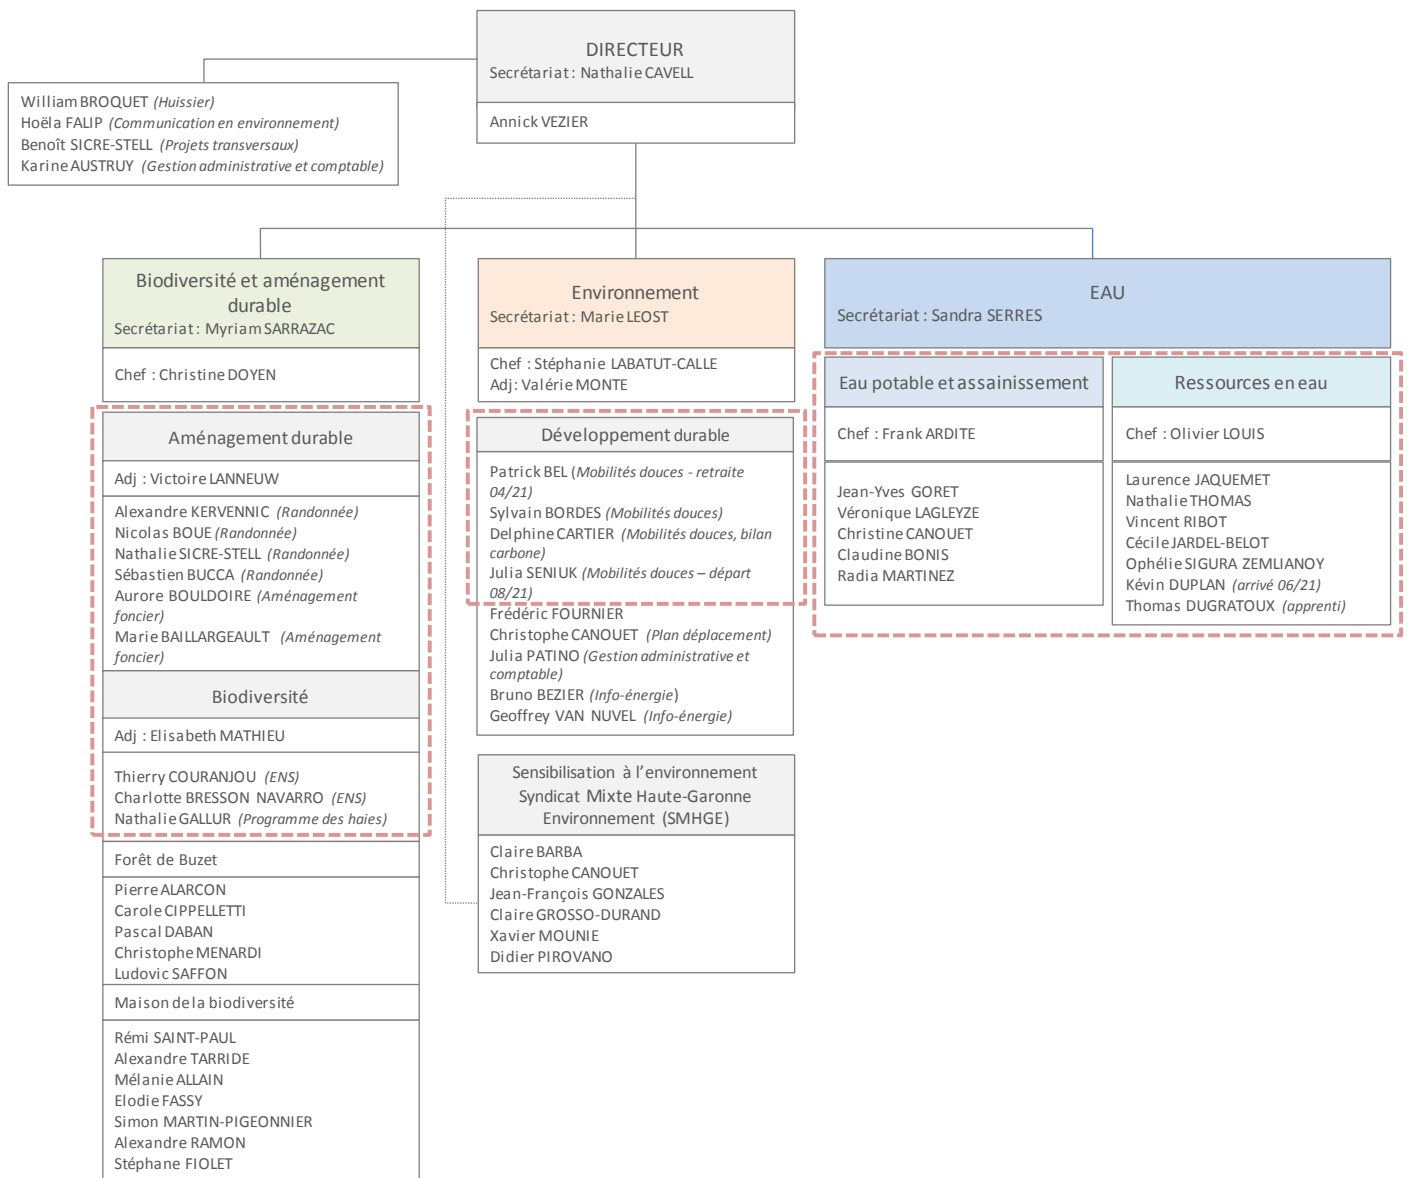 DIRECTEUR
Secrétariat : Nathalie CAVELL
Annick VEZIER
William BROQUET (Huissier)
Hoëla FALIP (Communication en environnement)
Benoît SICRE-STELL (Projets transversaux)
Karine AUSTRUY (Gestion administrative et comptable)
Biodiversité et aménagement
durable
Secrétariat : Myriam SARRAZAC
Chef : Christine DOYEN
Aménagement durable
Adj : Victoire LANNEUW
Alexandre KERVENNIC (Randonnée)
Nicolas BOUE (Randonnée)
Nathalie SICRE-STELL (Randonnée)
Sébastien BUCCA (Randonnée)
Aurore BOULDOIRE (Aménagement
foncier)
Marie BAILLARGEAULT (Aménagement
foncier)
Biodiversité
Adj : Elisabeth MATHIEU
Thierry COURANJOU (ENS)
Charlotte BRESSON NAVARRO (ENS)
Nathalie GALLUR (Programme des haies)
Forêt de Buzet
Pierre ALARCON
Carole CIPPELLETTI
Pascal DABAN
Christophe MENARDI
Ludovic SAFFON
Maison de la biodiversité
Rémi SAINT-PAUL
Alexandre TARRIDE
Mélanie ALLAIN
Elodie FASSY
Simon MARTIN-PIGEONNIER
Alexandre RAMON
Stéphane FIOLET
Environnement
Secrétariat : Marie LEOST
Chef : Stéphanie LABATUT-CALLE
Adj: Valérie MONTE
Développement durable
Patrick BEL (Mobilités douces - retraite
04/21)
Sylvain BORDES (Mobilités douces)
Delphine CARTIER (Mobilités douces, bilan
carbone)
Julia SENIUK (Mobilités douces – départ
08/21)
Frédéric FOURNIER
Christophe CANOUET (Plan déplacement)
Julia PATINO (Gestion administrative et
comptable)
Bruno BEZIER (Info-énergie)
Geoffrey VAN NUVEL (Info-énergie)
Sensibilisation à l'environnement
Syndicat Mixte Haute-Garonne
Environnement (SMHGE)
Claire BARBA
Christophe CANOUET
Jean-François GONZALES
Claire GROSSO-DURAND
Xavier MOUNIE
Didier PIROVANO
EAU
Secrétariat : Sandra SERRES
Eau potable et assainissement
Chef : Frank ARDITE
Jean-Yves GORET
Véronique LAGLEYZE
Christine CANOUET
Claudine BONIS
Radia MARTINEZ
Ressources en eau
Chef : Olivier LOUIS
Laurence JAQUEMET
Nathalie THOMAS
Vincent RIBOT
Cécile JARDEL-BELOT
Ophélie SIGURA ZEMLIANOY
Kévin DUPLAN (arrivé 06/21)
Thomas DUGRATOUX (apprenti)